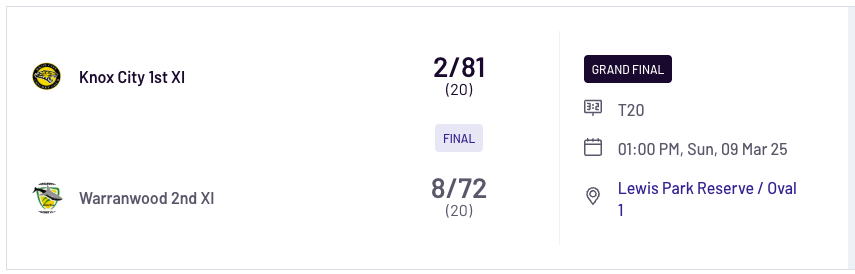 Knox City 1st XI
2/81
(20)
FINAL
Warranwood 2nd XI
8/72
(20)
GRAND FINAL
T20
01:00 PM, Sun, 09 Mar 25
Lewis Park Reserve / Oval
1